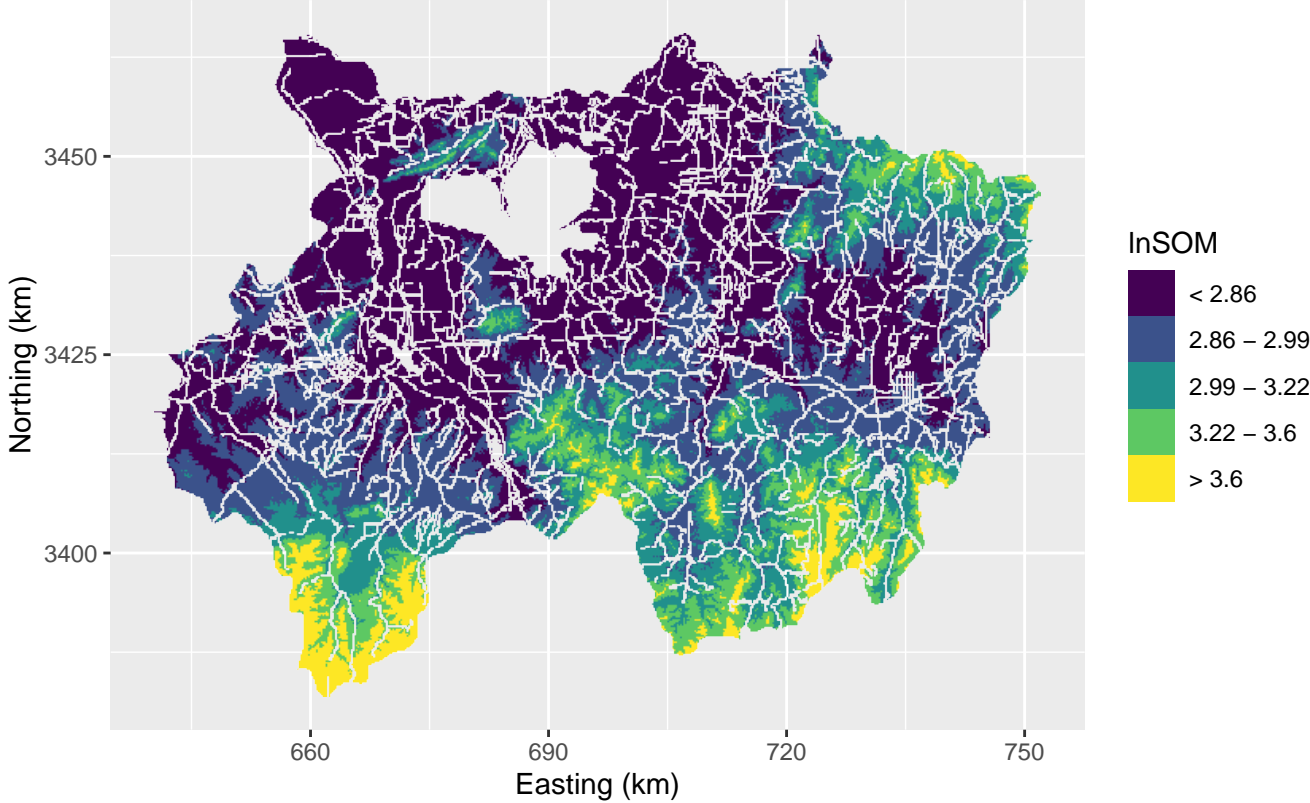 3450
3425
3400
Northing (km)
660
690
720
750
Easting (km)
lnSOM
< 2.86
2.86 − 2.99
2.99 − 3.22
3.22 − 3.6
> 3.6